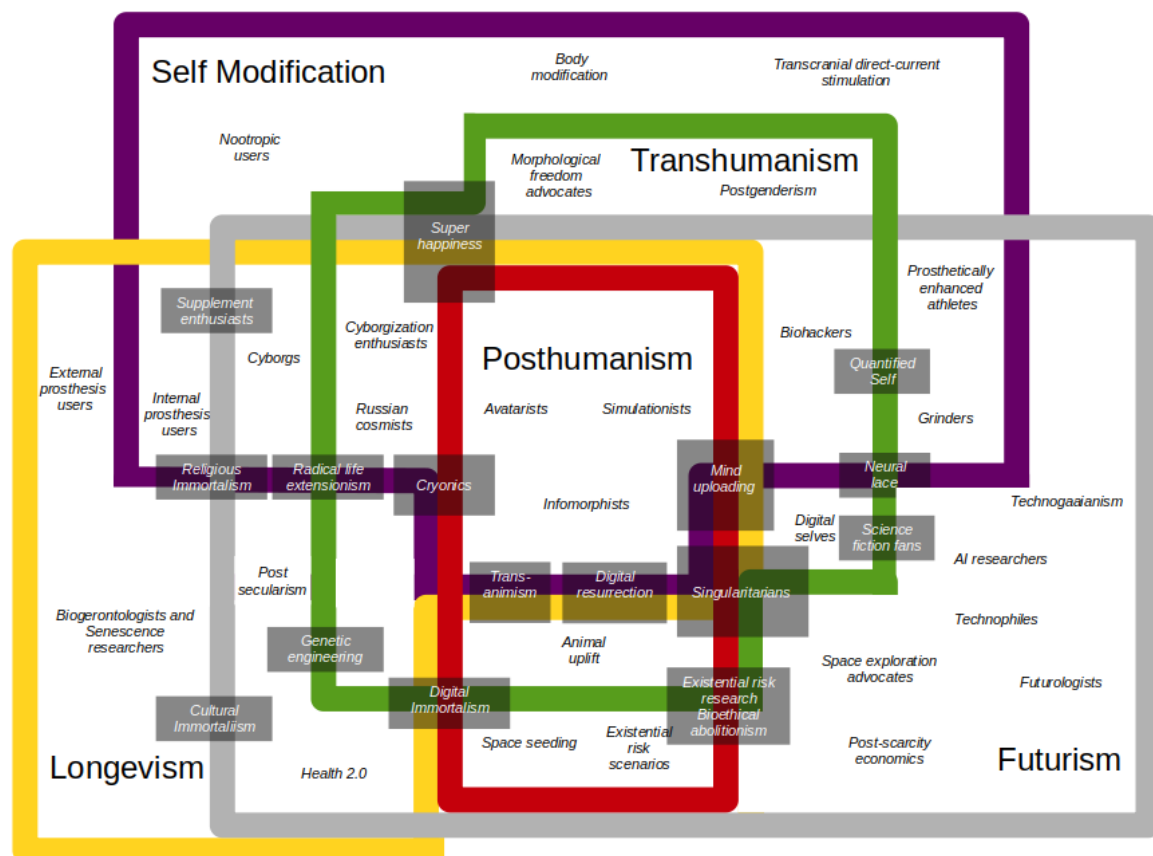 Self Modification
Body
modification
Transcranial direct-current
stimulation
Nootropic
users
Morphological
freedom
advocates
Transhumanism
Postgenderism
Super
happiness
Prosthetically
enhanced
athletes
Supplement
enthusiasts
Cyborgization
enthusiasts
Biohackers
Cyborgs
Posthumanism
Quantified
Self
External
prosthesis
users
Internal
prosthesis
users
Russian
cosmists
Avatarists
Simulationists
Grinders
Religious
Immortalism
Radical life
extensionism
Cryonics
Mind
uploading
Neural
lace
Infomorphists
Technogaaianism
Digital
selves
Science
fiction fans
AI researchers
Post
secularism
Trans-
animism
Digital
resurrection
Singularitarians
Biogerontologists and
Senescence
researchers
Technophiles
Genetic
engineering
Animal
uplift
Space exploration
advocates
Futurologists
Cultural
Immortaliism
Digital
Immortalism
Existential risk
research
Bioethical
abolitionism
Space seeding
Existential
risk
scenarios
Post-scarcity
economics
Longevism
Health 2.0
Futurism